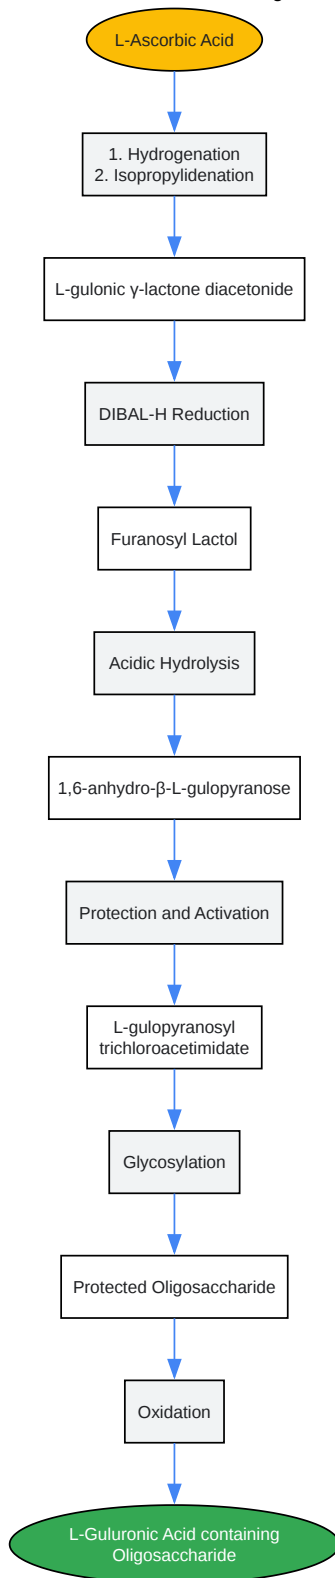 L-Ascorbic Acid
1. Hydrogenation
2. Isopropylidenation
L-gulonic γ-lactone diacetonide
DIBAL-H Reduction
Furanosyl Lactol
Acidic Hydrolysis
1,6-anhydro-β-L-gulopyranose
Protection and Activation
L-gulopyranosyl
trichloroacetimidate
Glycosylation
Protected Oligosaccharide
Oxidation
L-Guluronic Acid containing
Oligosaccharide